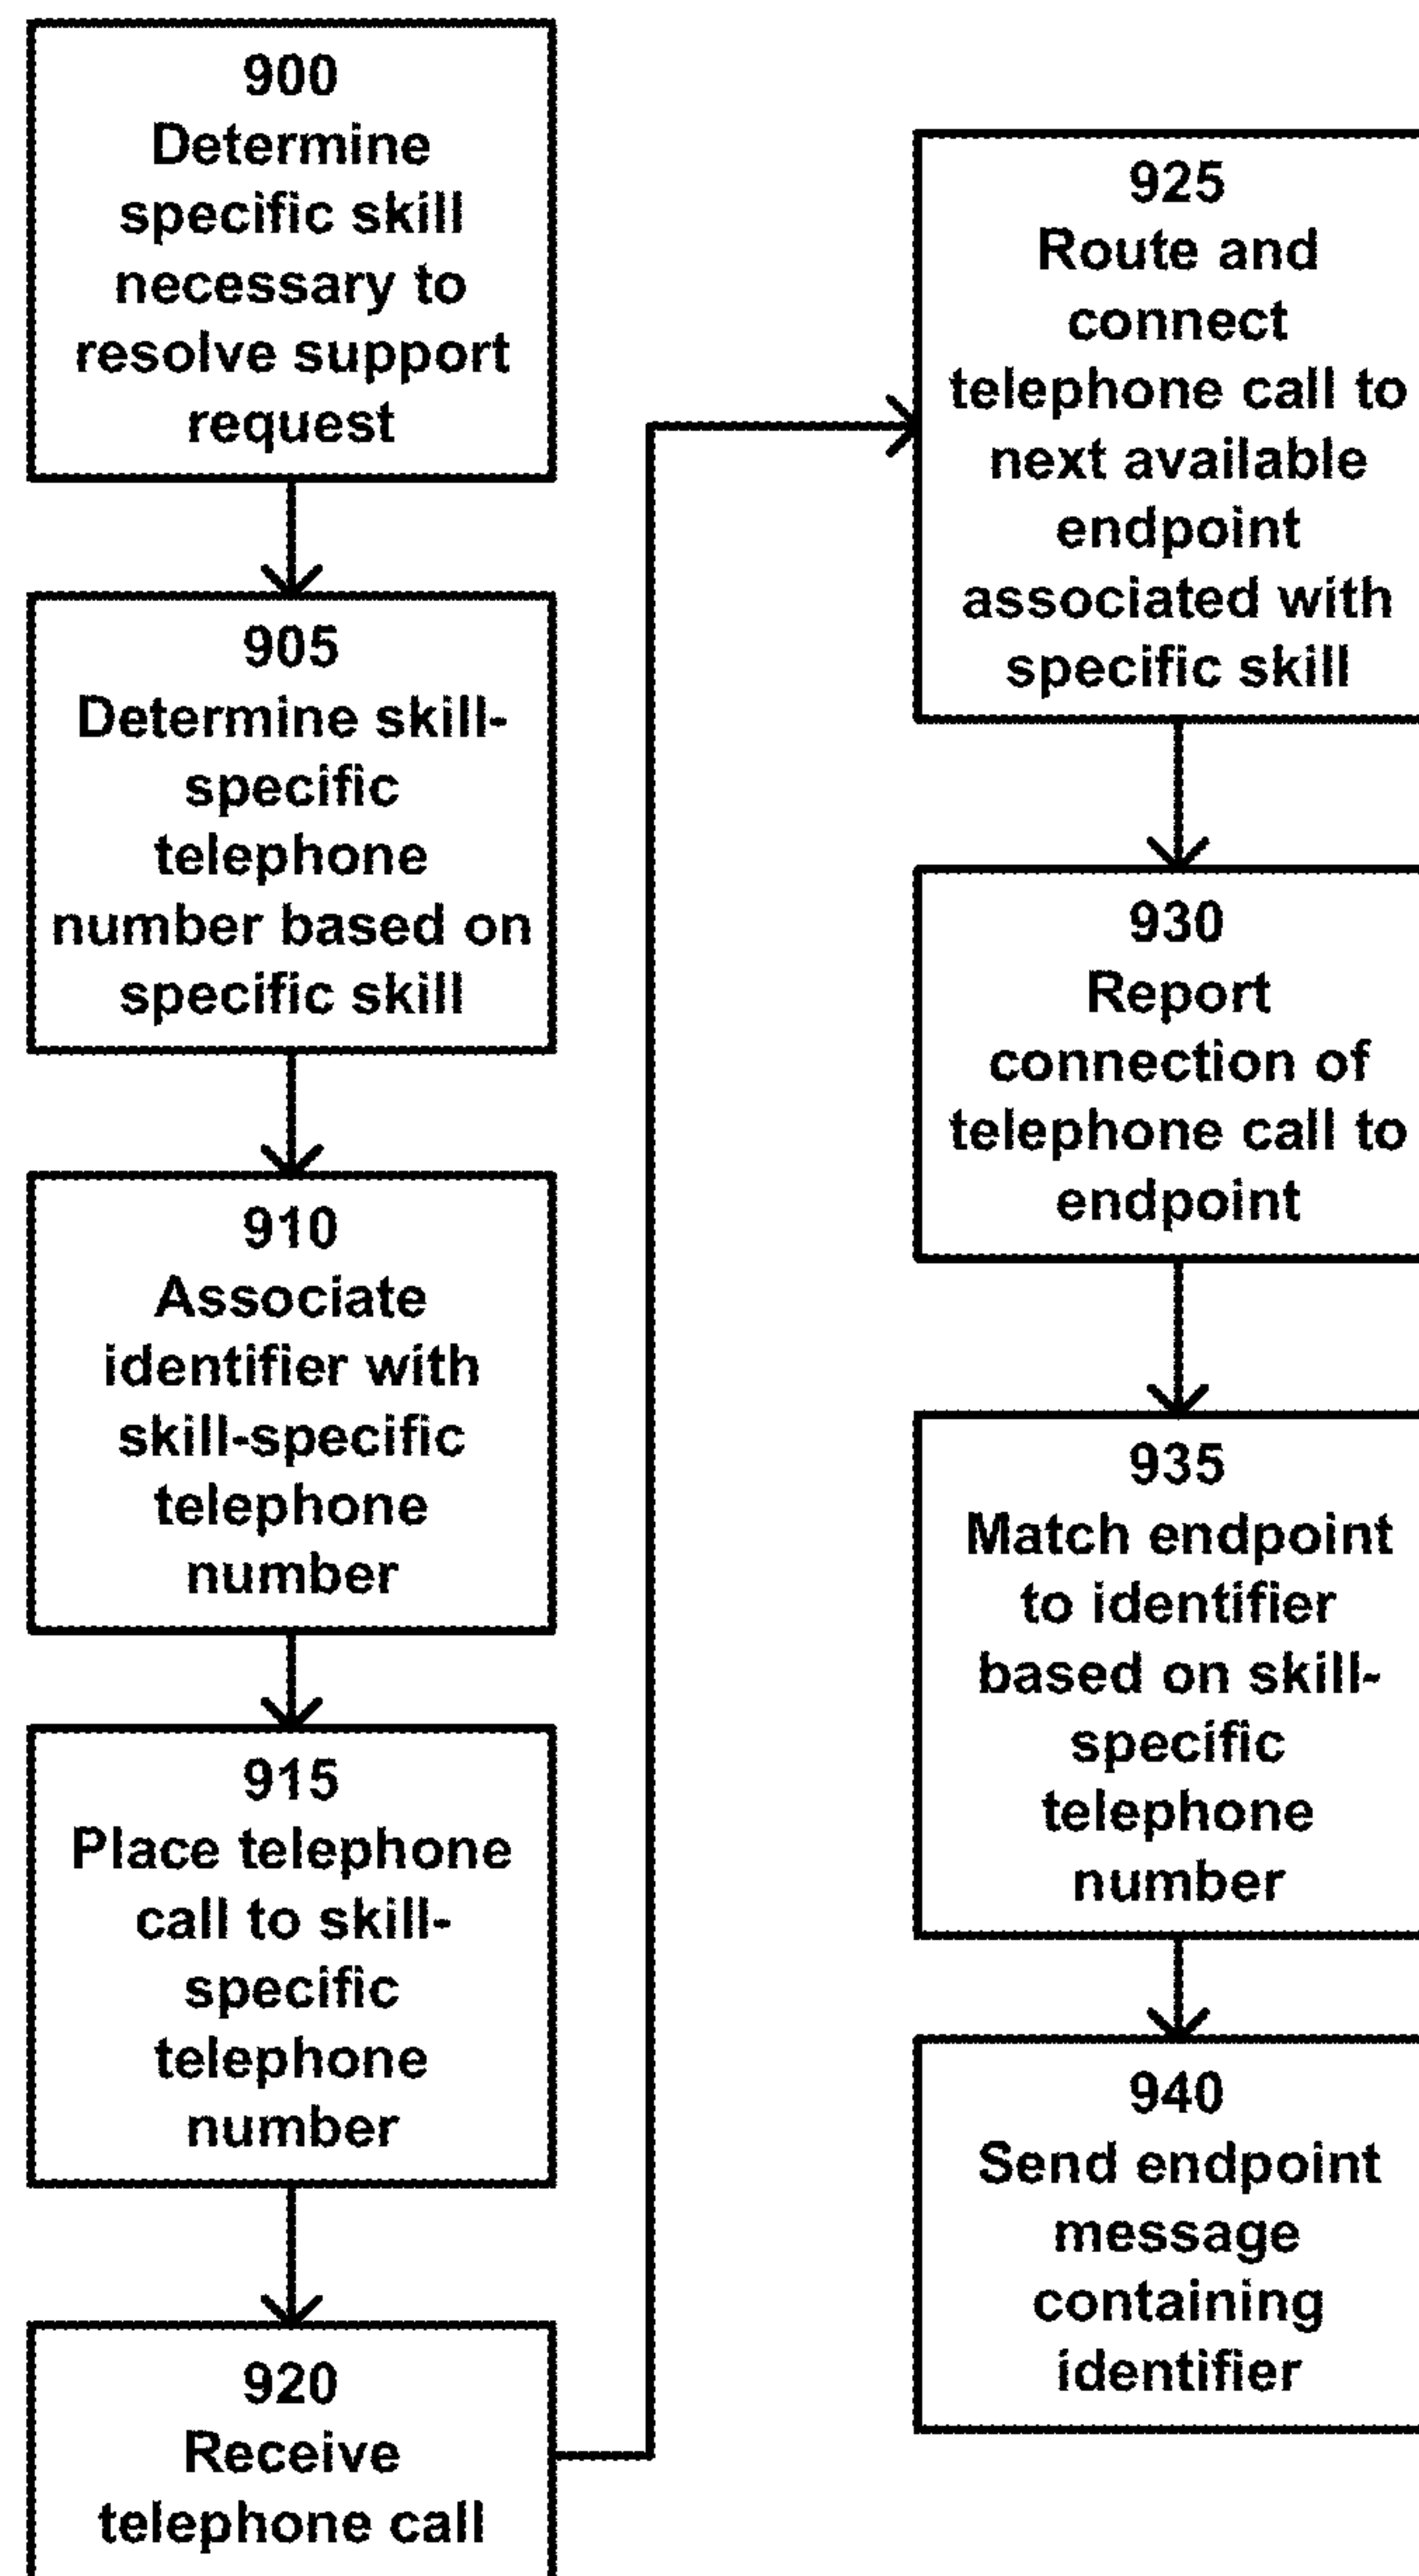 900
Determine
specific skill
necessary to
resolve support
request
905
Determine skill-
specific
telephone
number based on
specific skill
910
Associate
identifier with
skill-specific
telephone
number
915
Place telephone
call to skill-
specific
telephone
number
920
Receive
telephone call
925
Route and
connect
telephone call to
next available
endpoint
associated with
specific skill
930
Report
connection of
telephone call to
endpoint
935
Match endpoint
to identifier
based on skill-
specific
telephone
number
940
Send endpoint
message
containing
identifier